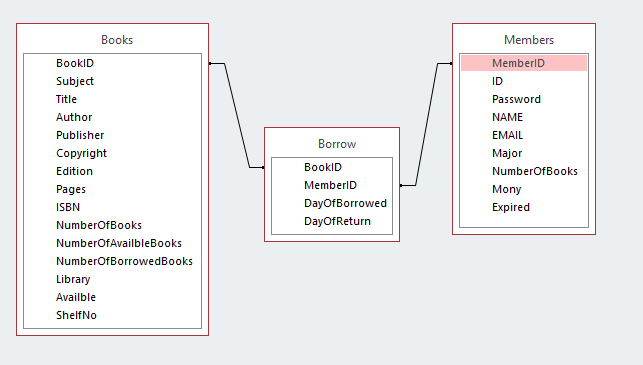 Books
BookID
Subject
Title
Author
Publisher
Copyright
Edition
Pages
ISBN
NumberOfBooks
NumberOfAvailbleBooks
NumberOfBorrowedBooks
Library
Availble
ShelfNo
Borrow
BookID
MemberID
DayOfBorrowed
DayOfReturn
Members
MemberID
ID
Password
NAME
EMAIL
Major
NumberOfBooks
Mony
Expired